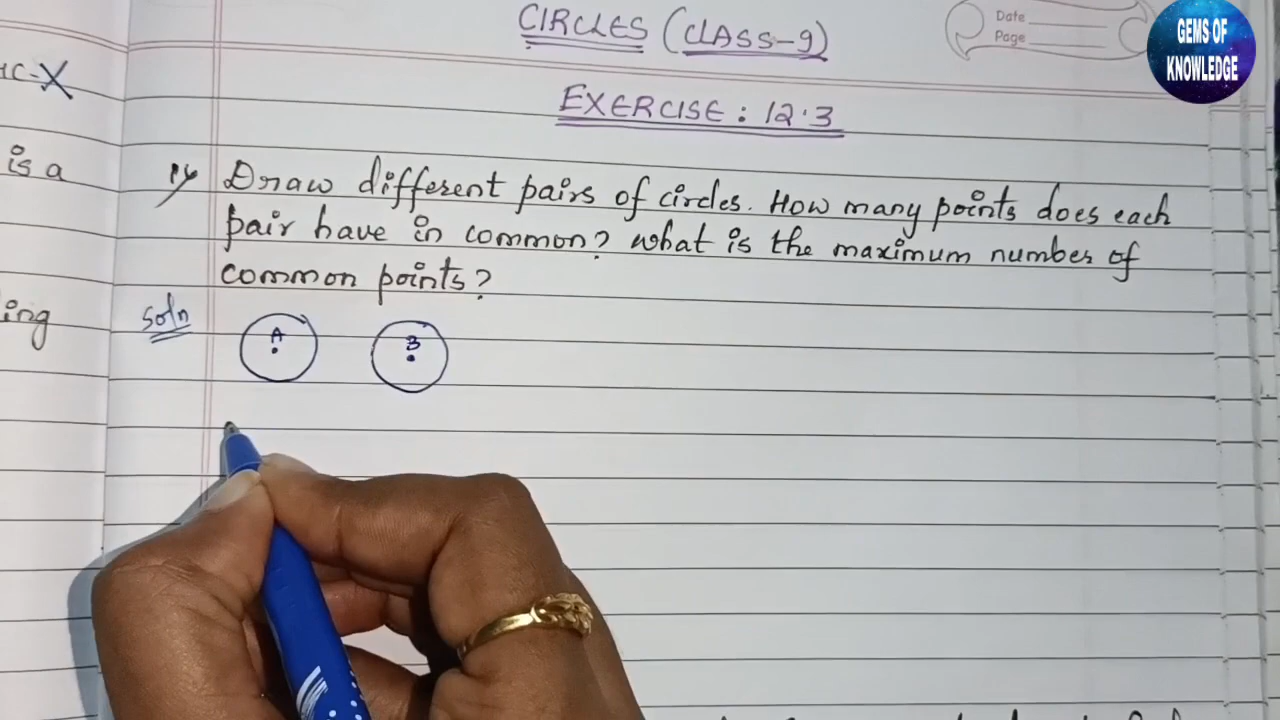 CIRCLES (CLASS-9)
Date
Page
GEMS OF
KNOWLEDGE
EXERCISE : 12.3
is a
1) Draw different pairs of circles. How many points does each
pair have in common? what is the maximum number of
common points?
ing
Soln
A
B